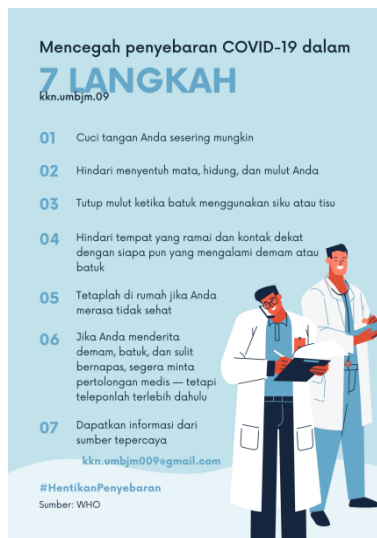 Mencegah penyebaran COVID-19 dalam
7 LANGKAH
kkn.umbjm.09
01 Cuci tangan Anda sesering mungkin
02 Hindari menyentuh mata, hidung, dan mulut Anda
03 Tutup mulut ketika batuk menggunakan siku atau tisu
04 Hindari tempat yang ramai dan kontak dekat
dengan siapa pun yang mengalami demam atau
batuk
05 Tetaplah di rumah jika Anda
merasa tidak sehat
06 Jika Anda menderita
demam, batuk, dan sulit
bernapas, segera minta
pertolongan medis — tetapi
teleponlah terlebih dahulu
07 Dapatkan informasi dari
sumber tepercaya
kkn.umbjm009@gmail.com
#HentikanPenyebaran
Sumber: WHO